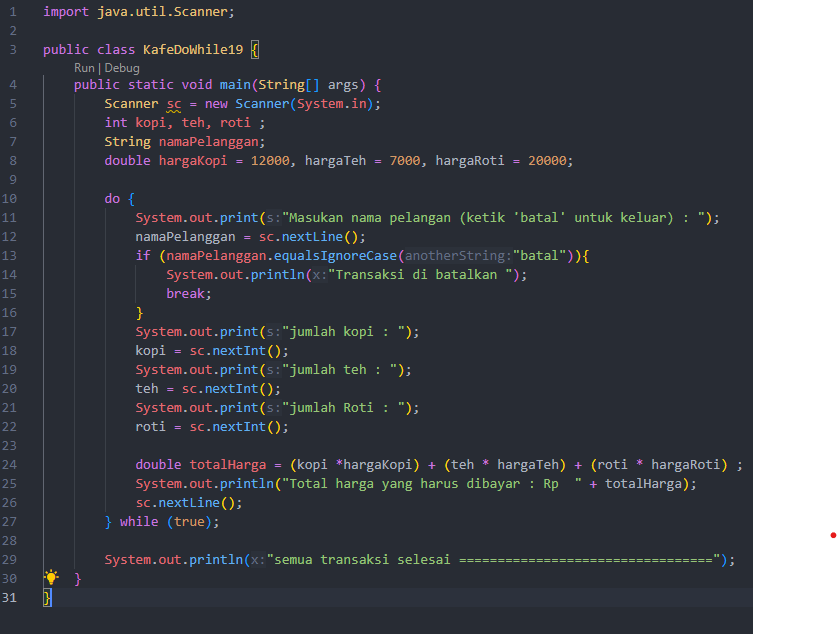 1 import java.util.Scanner;
2
3 public class KafeDoWhile19 {
Run | Debug
4 public static void main(String[] args) {
5 Scanner sc = new Scanner(System.in);
6 int kopi, teh, roti ;
7 String namaPelanggan;
8 double hargaKopi = 12000, hargaTeh = 7000, hargaRoti = 20000;
9
10 do {
11 System.out.print(s:"Masukan nama pelangan (ketik 'batal' untuk keluar) : ");
12 namaPelanggan = sc.nextLine();
13 if (namaPelanggan.equalsIgnoreCase(anotherString:"batal")){
14 System.out.println(x:"Transaksi di batalkan ");
15 break;
16 }
17 System.out.print(s:"jumlah kopi : ");
18 kopi = sc.nextInt();
19 System.out.print(s:"jumlah teh : ");
20 teh = sc.nextInt();
21 System.out.print(s:"jumlah Roti : ");
22 roti = sc.nextInt();
23
24 double totalHarga = (kopi *hargaKopi) + (teh * hargaTeh) + (roti * hargaRoti) ;
25 System.out.println("Total harga yang harus dibayar : Rp  " + totalHarga);
26 sc.nextLine();
27 } while (true);
28
29 System.out.println(x:"semua transaksi selesai =================================");
30 }
31 }